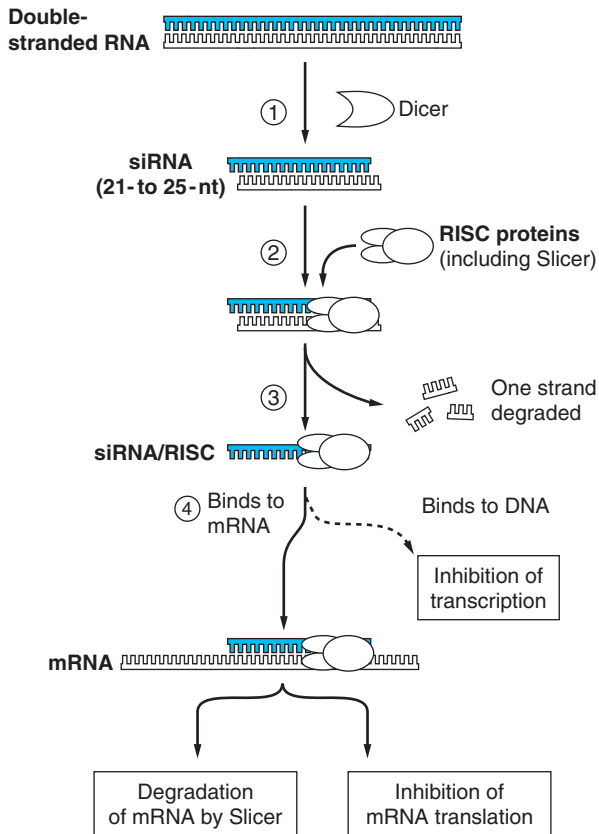 Double-
stranded RNA
1
Dicer
siRNA
(21- to 25-nt)
2
RISC proteins
(including Slicer)
3
One strand
degraded
siRNA/RISC
4 Binds to
mRNA
Binds to DNA
Inhibition of
transcription
mRNA
Degradation
of mRNA by Slicer
Inhibition of
mRNA translation